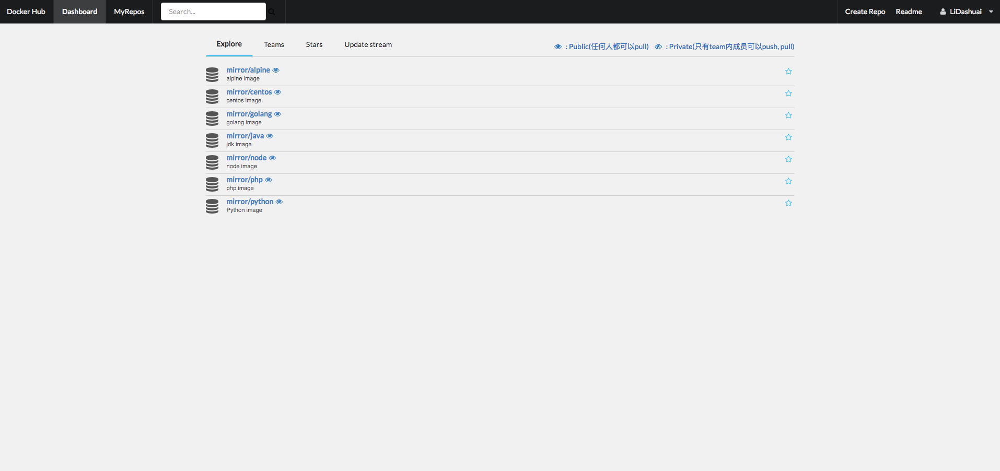 Docker Hub Dashboard MyRepos Search... Create Repo Readme LiDashuai
Explore Teams Stars Update stream : Public(任何人都可以pull) : Private(只有team内成员可以push, pull)
mirror/alpine
alpine image
mirror/centos
centos image
mirror/golang
golang image
mirror/java
jdk image
mirror/node
node image
mirror/php
php image
mirror/python
Python image